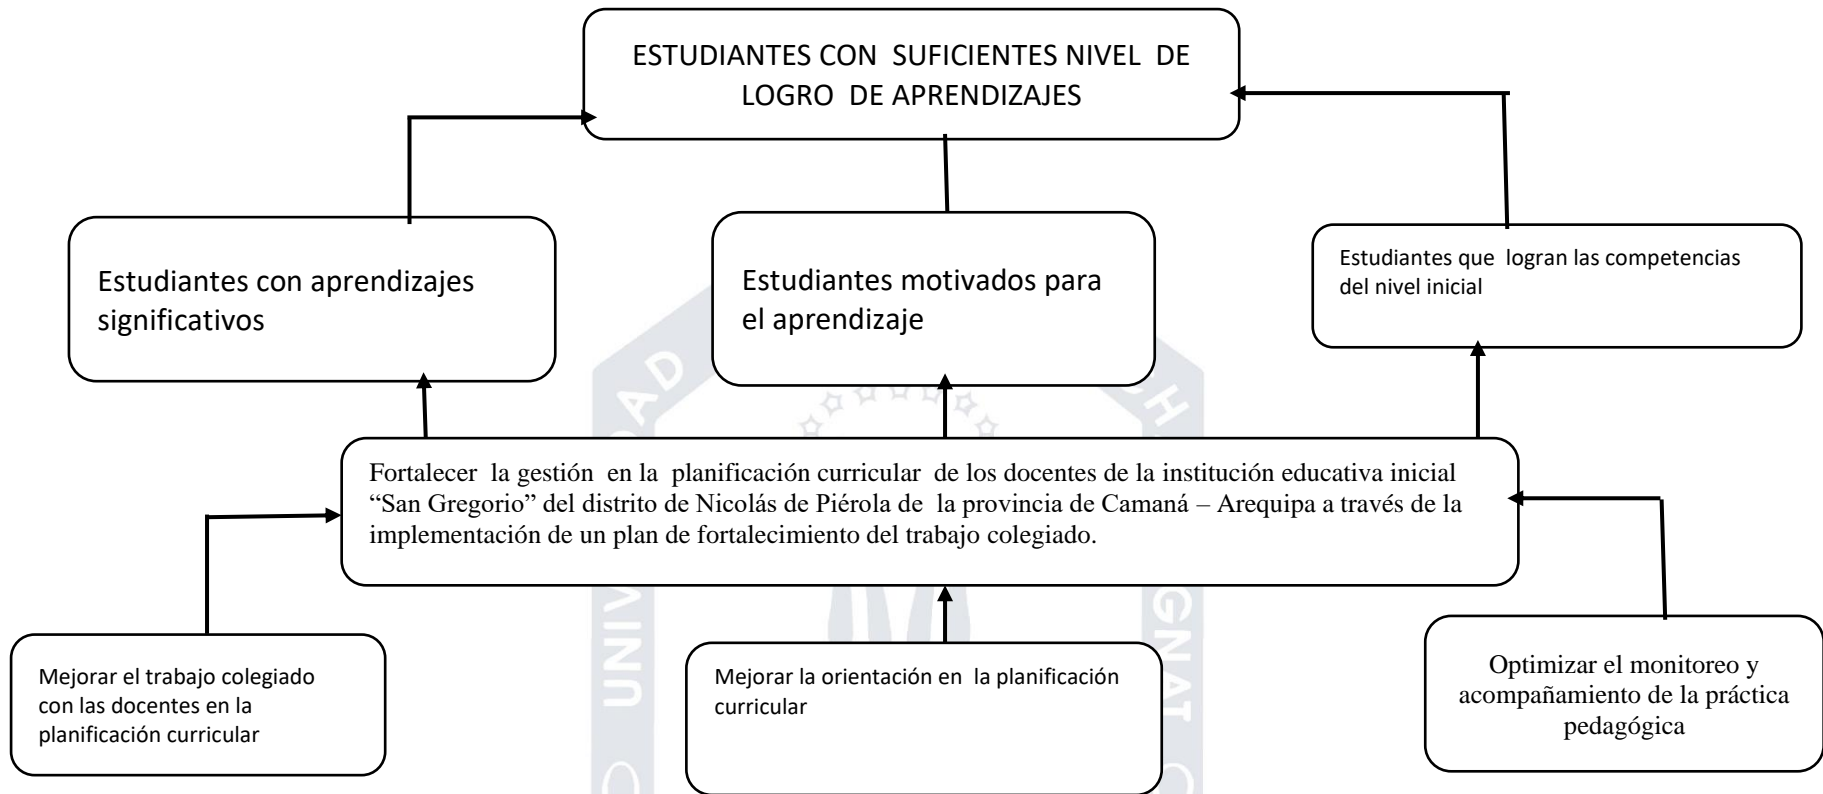 ESTUDIANTES CON SUFICIENTES NIVEL DE
LOGRO DE APRENDIZAJES
Estudiantes con aprendizajes
significativos
Estudiantes motivados para
el aprendizaje
Estudiantes que logran las competencias
del nivel inicial
Fortalecer la gestión en la planificación curricular de los docentes de la institución educativa inicial
“San Gregorio” del distrito de Nicolás de Piérola de la provincia de Camaná – Arequipa a través de la
implementación de un plan de fortalecimiento del trabajo colegiado.
Mejorar el trabajo colegiado
con las docentes en la
planificación curricular
Mejorar la orientación en la planificación
curricular
Optimizar el monitoreo y
acompañamiento de la práctica
pedagógica